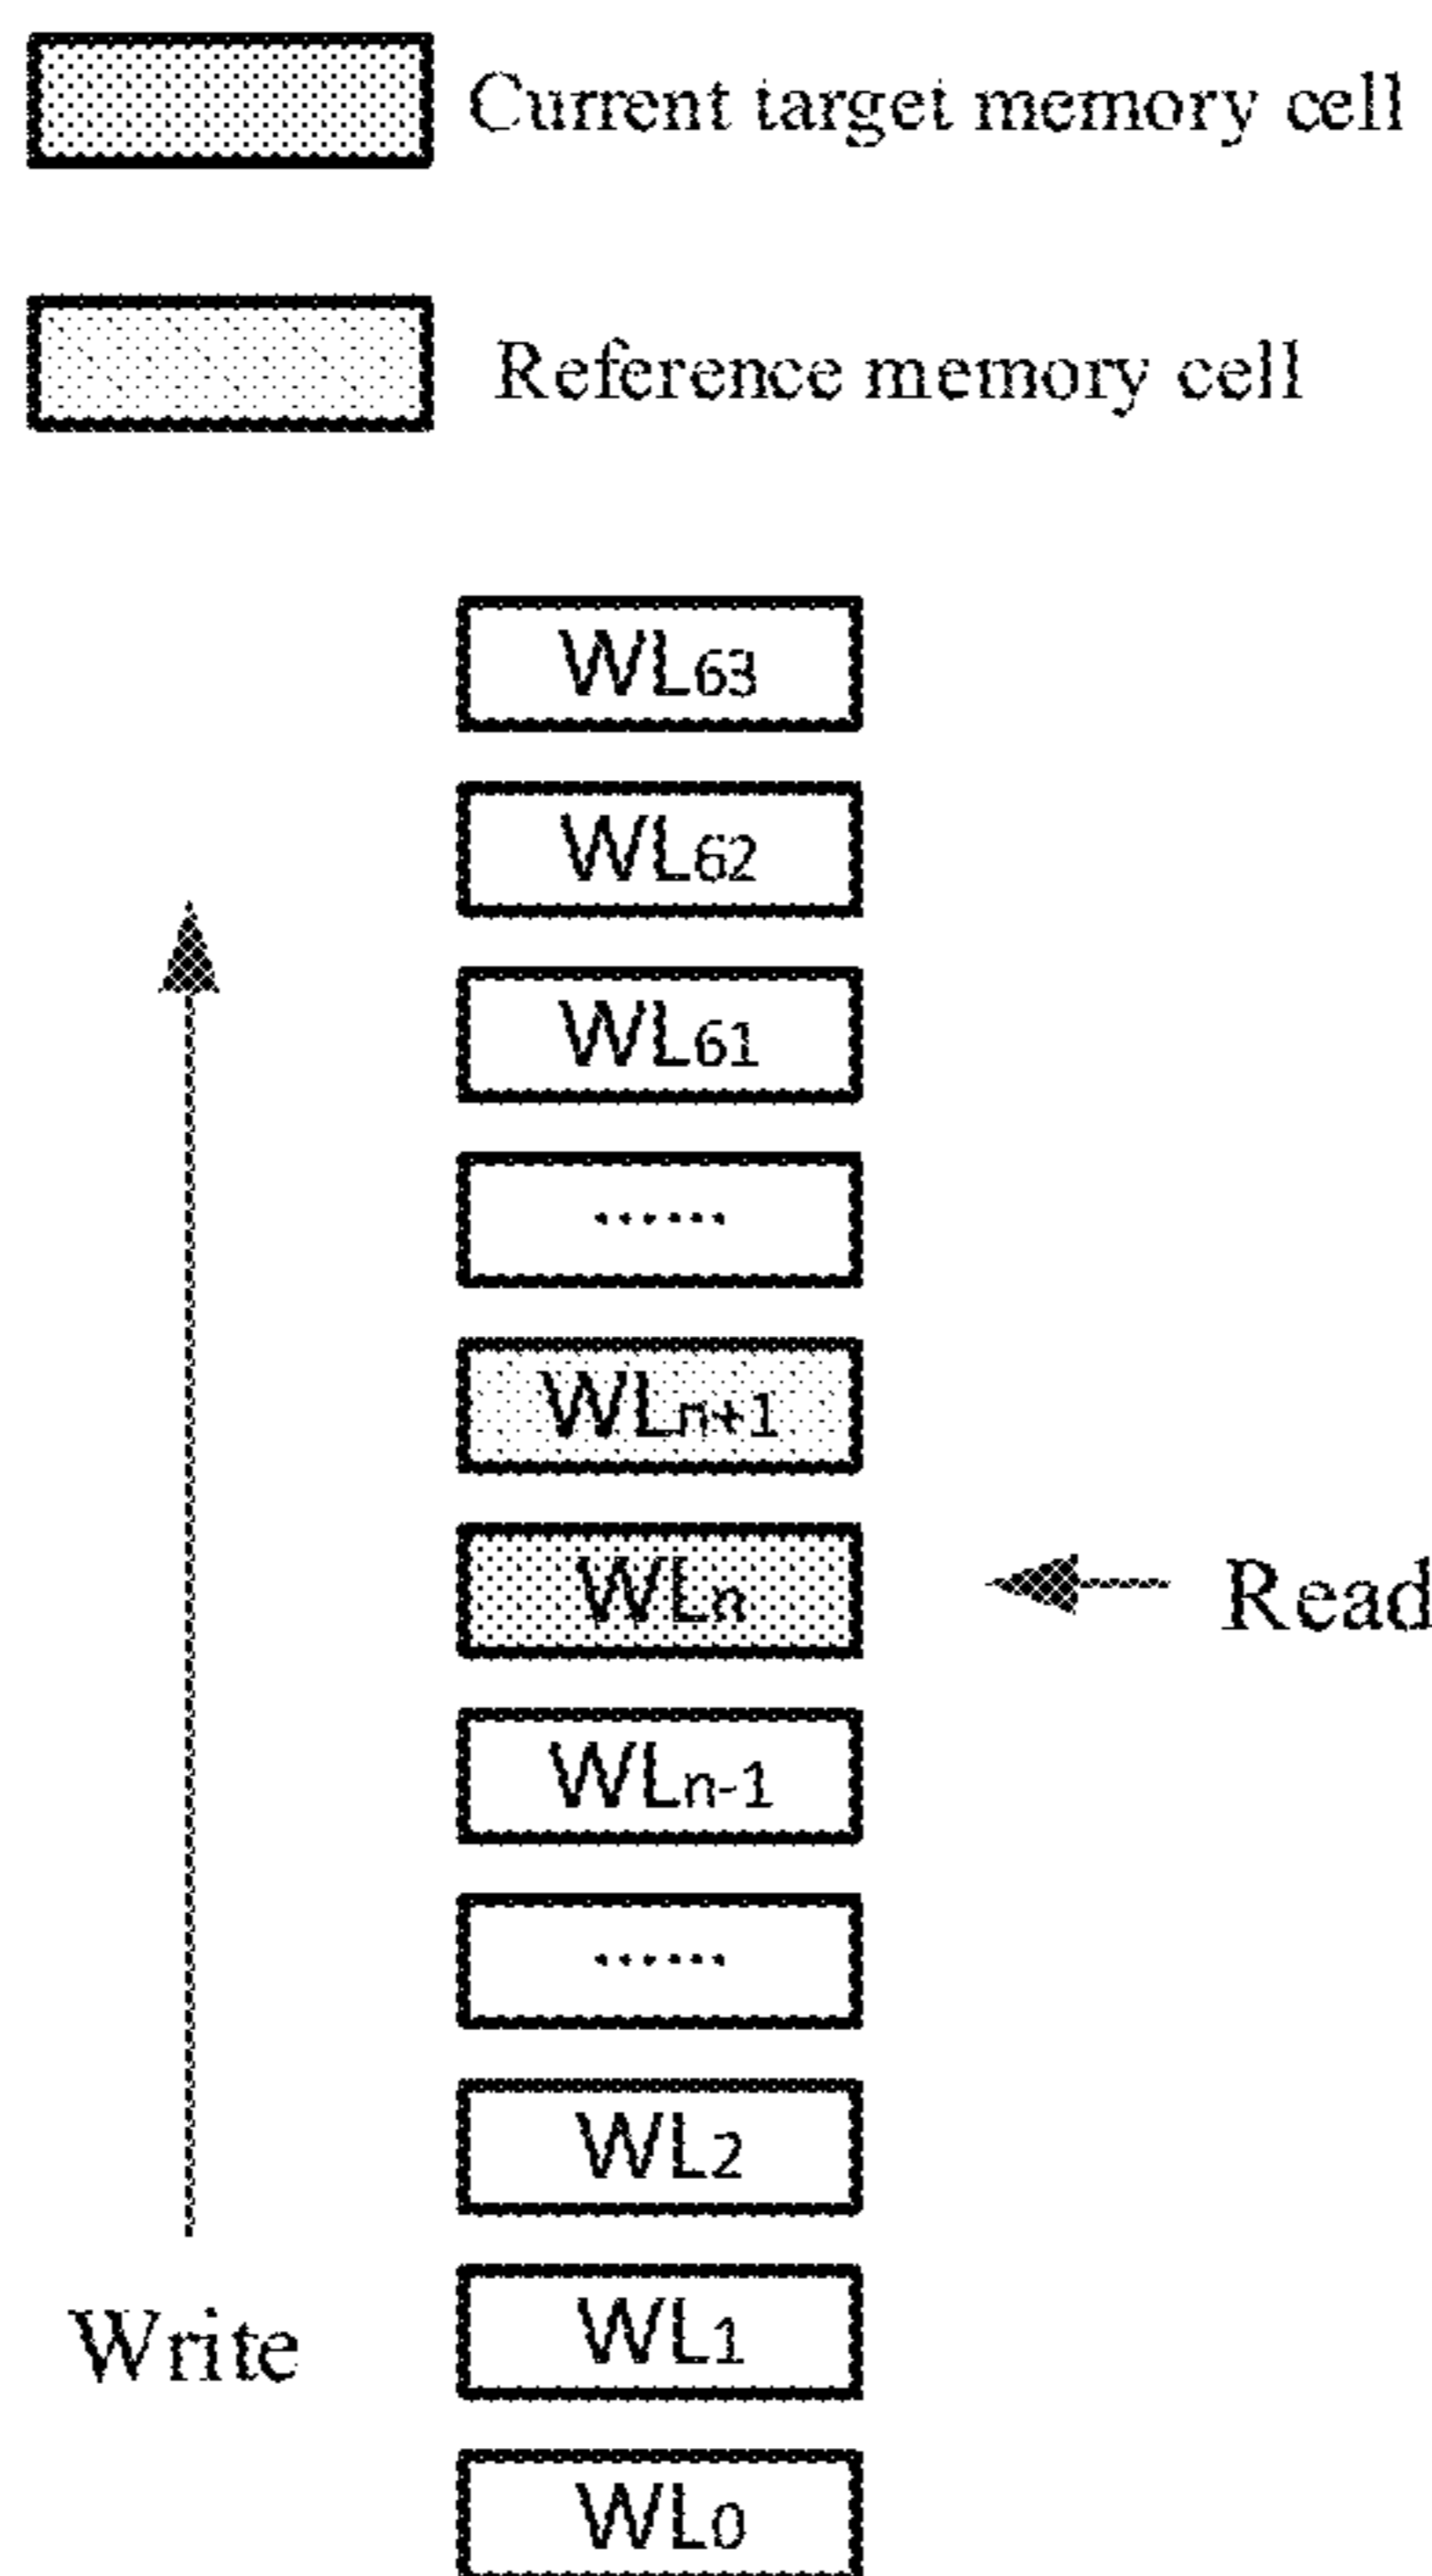 Current target memory cell
Reference memory cell
WL63
WL62
WL61
......
WLn+1
WLn
Read
WLn-1
......
WL2
WL1
Write
WL0